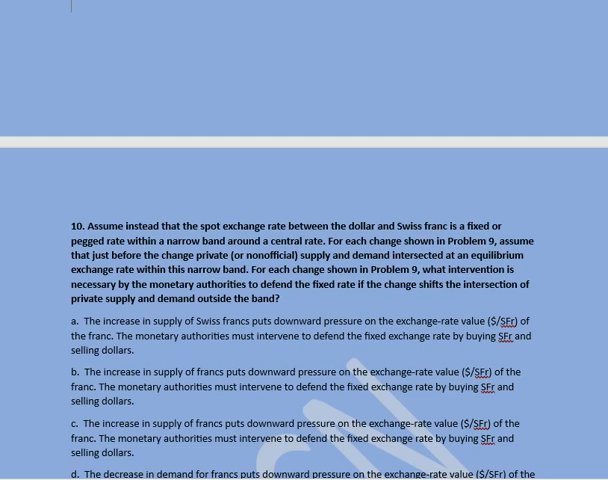 10. Assume instead that the spot exchange rate between the dollar and Swiss franc is a fixed or
pegged rate within a narrow band around a central rate. For each change shown in Problem 9, assume
that just before the change private (or nonofficial) supply and demand intersected at an equilibrium
exchange rate within this narrow band. For each change shown in Problem 9, what intervention is
necessary by the monetary authorities to defend the fixed rate if the change shifts the intersection of
private supply and demand outside the band?
a. The increase in supply of Swiss francs puts downward pressure on the exchange-rate value ($/SFr) of
the franc. The monetary authorities must intervene to defend the fixed exchange rate by buying SFr and
selling dollars.
b. The increase in supply of francs puts downward pressure on the exchange-rate value ($/SFr) of the
franc. The monetary authorities must intervene to defend the fixed exchange rate by buying SFr and
selling dollars.
c. The increase in supply of francs puts downward pressure on the exchange-rate value ($/SFr) of the
franc. The monetary authorities must intervene to defend the fixed exchange rate by buying SFr and
selling dollars.
d. The decrease in demand for francs puts downward pressure on the exchange-rate value ($/SFr) of the